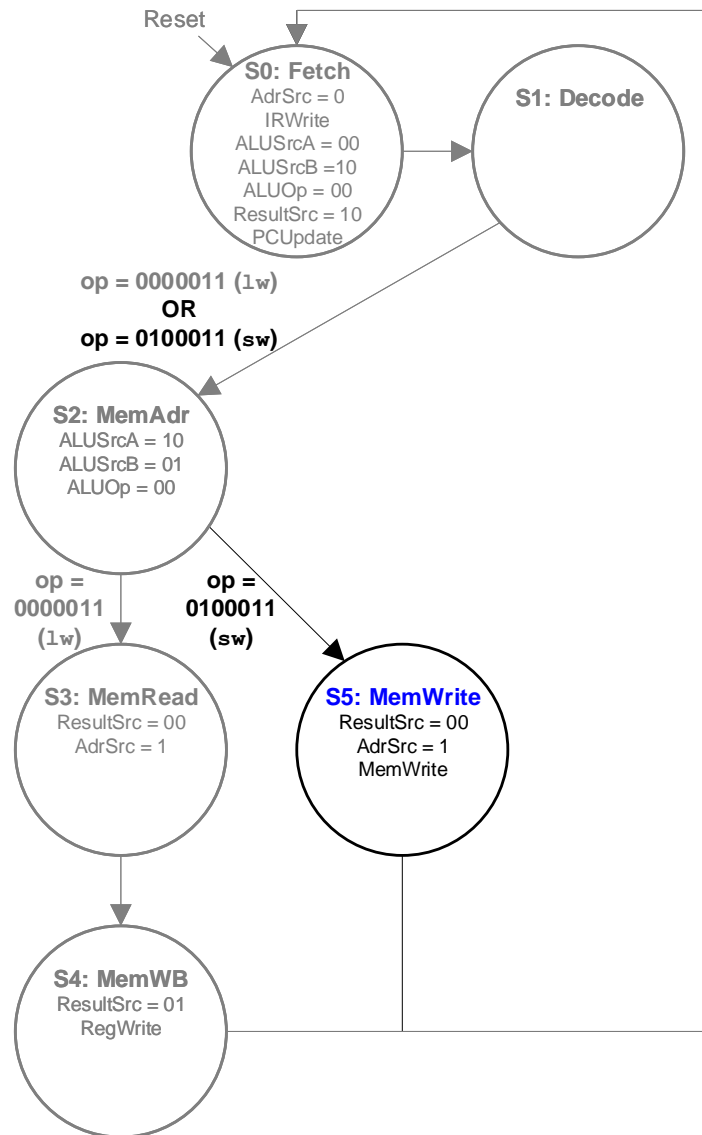 Reset
S0: Fetch
AdrSrc = 0
IRWrite
ALUSrcA = 00
ALUSrcB =10
ALUOp = 00
ResultSrc = 10
PCUpdate
S1: Decode
op = 0000011 (lw)
OR
op = 0100011 (sw)
S2: MemAdr
ALUSrcA = 10
ALUSrcB = 01
ALUOp = 00
op =
0000011
(lw)
op =
0100011
(sw)
S3: MemRead
ResultSrc = 00
AdrSrc = 1
S5: MemWrite
ResultSrc = 00
AdrSrc = 1
MemWrite
S4: MemWB
ResultSrc = 01
RegWrite